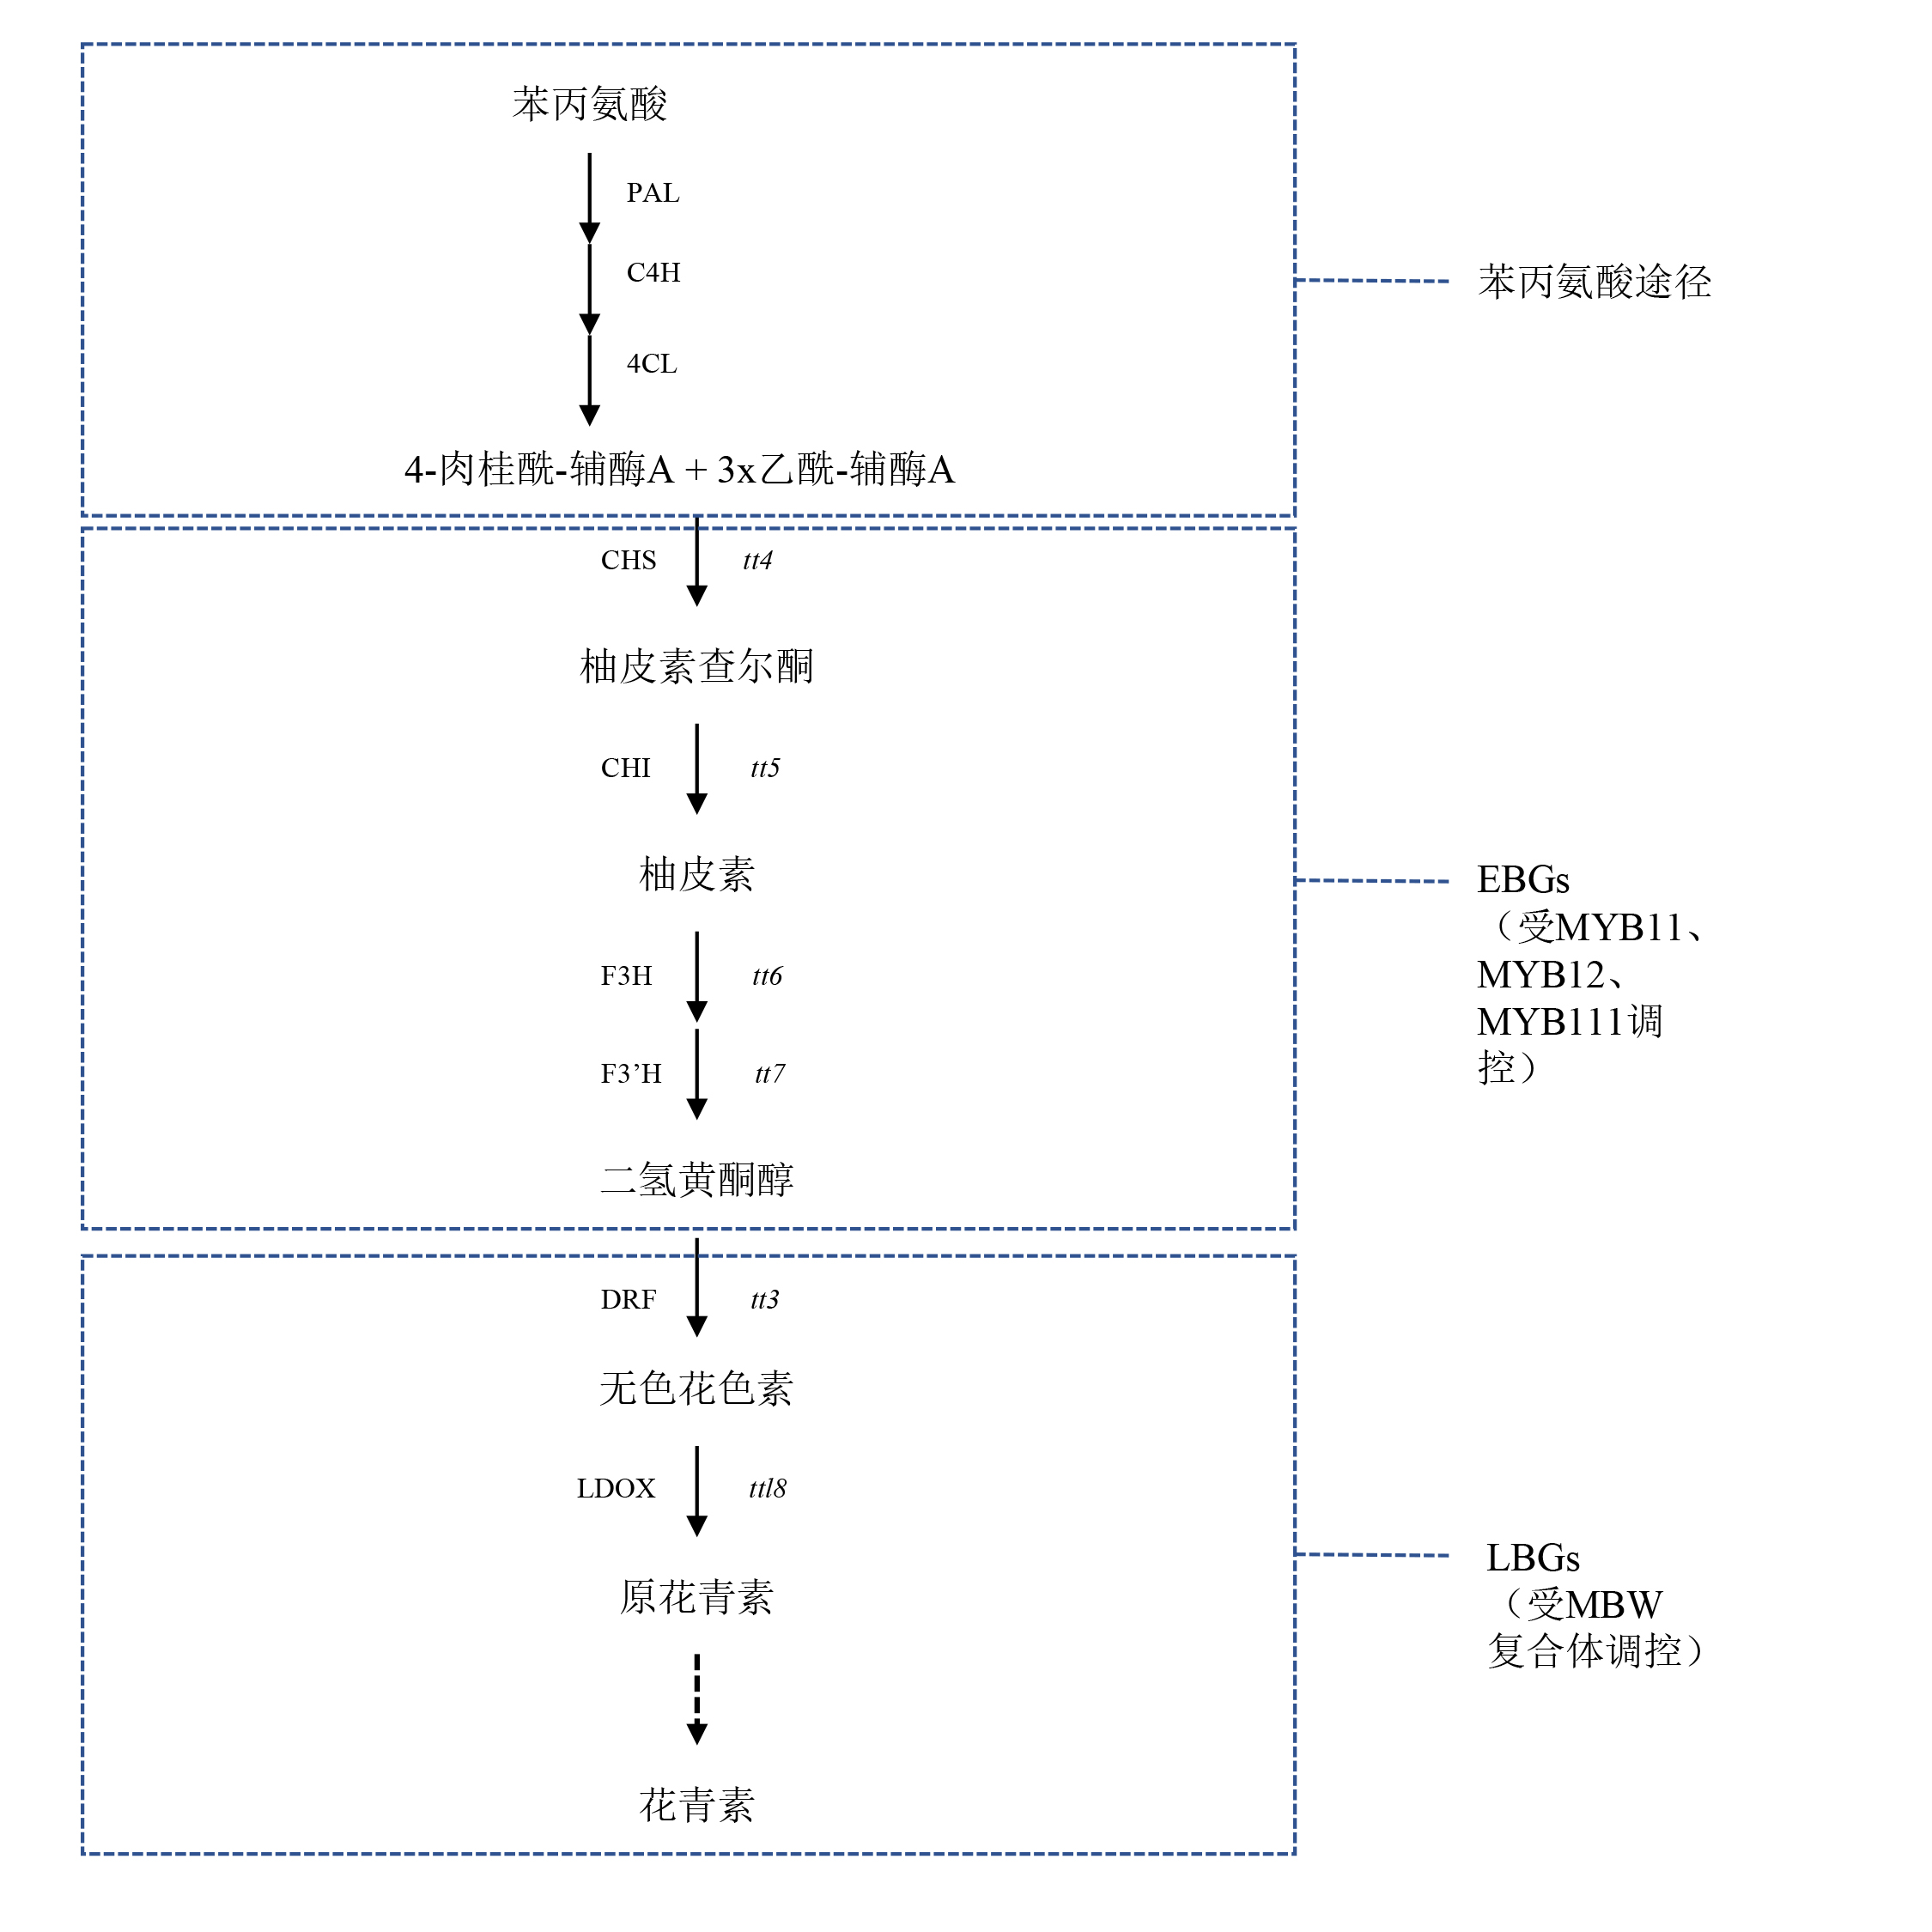 苯丙氨酸
PAL
C4H
4CL
4-肉桂酰-辅酶A + 3x乙酰-辅酶A
苯丙氨酸途径
CHS tt4
柚皮素查尔酮
CHI tt5
柚皮素
F3H tt6
F3’H tt7
二氢黄酮醇
EBGs
（受MYB11、
MYB12、
MYB111调
控）
DRF tt3
无色花色素
LDOX ttl8
原花青素
花青素
LBGs
（受MBW
复合体调控）